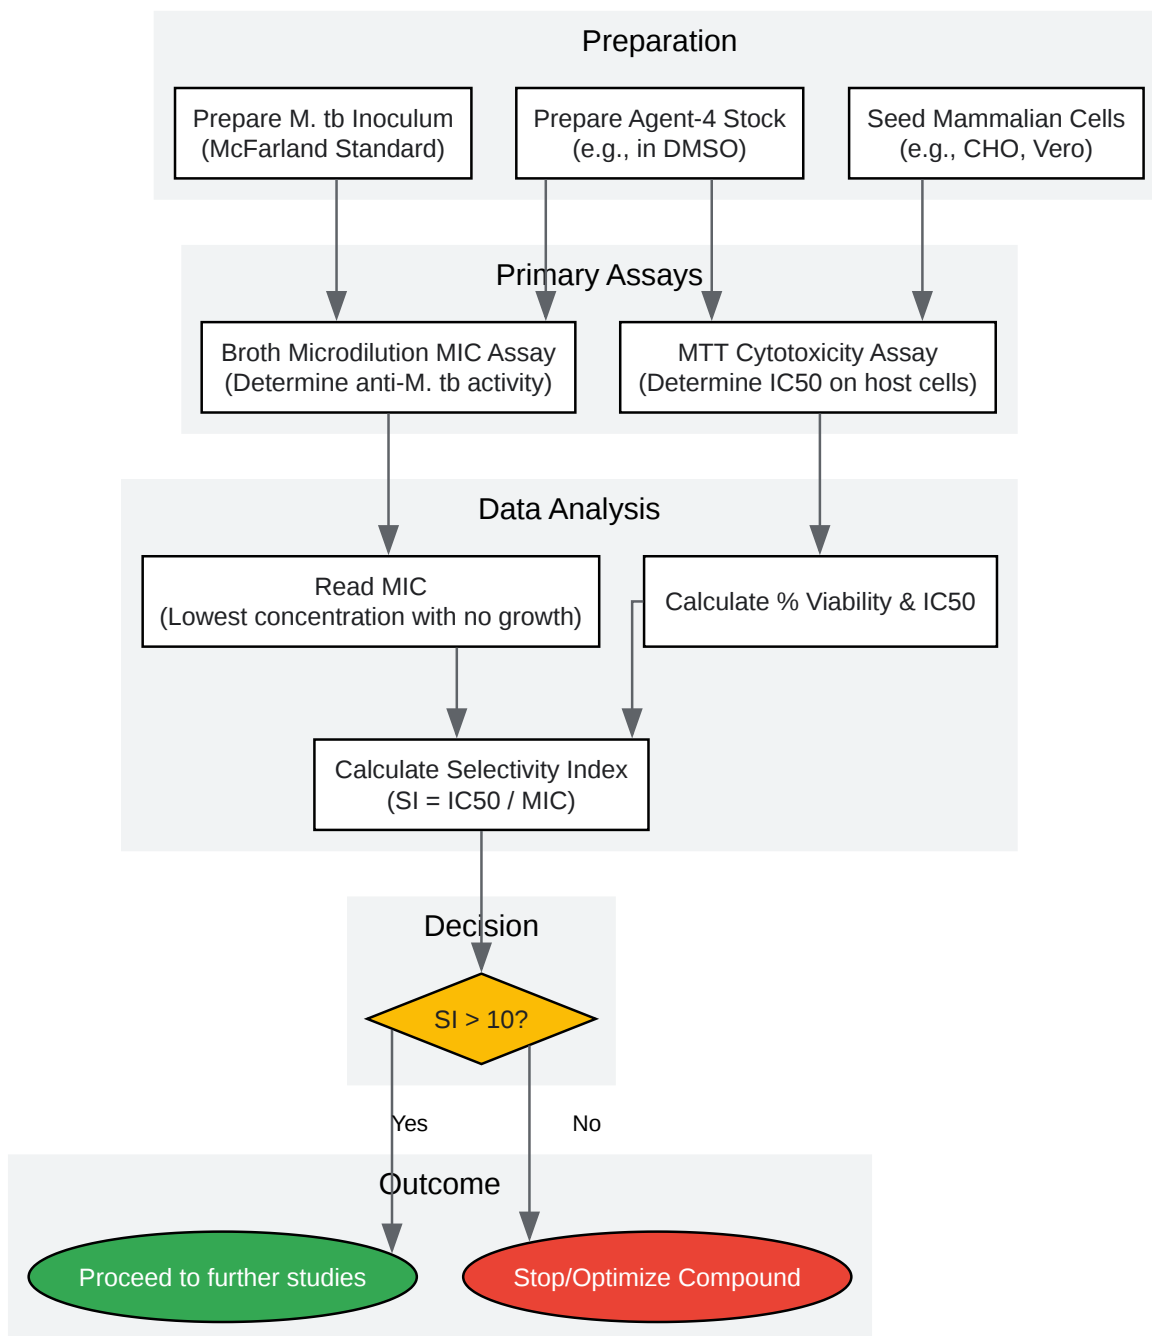 Preparation
Prepare M. tb Inoculum
(McFarland Standard)
Prepare Agent-4 Stock
(e.g., in DMSO)
Seed Mammalian Cells
(e.g., CHO, Vero)
Primary Assays
Broth Microdilution MIC Assay
(Determine anti-M. tb activity)
MTT Cytotoxicity Assay
(Determine IC50 on host cells)
Data Analysis
Read MIC
(Lowest concentration with no growth)
Calculate % Viability & IC50
Calculate Selectivity Index
(SI = IC50 / MIC)
Decision
SI > 10?
Yes
No
Outcome
Proceed to further studies
Stop/Optimize Compound